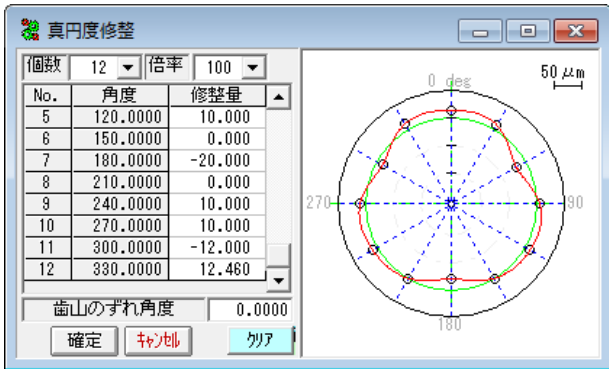 真円度修整
個数 12 倍率 100
No. 角度 修整量
5 120.0000 10.000
6 150.0000 0.000
7 180.0000 -20.000
8 210.0000 0.000
9 240.0000 10.000
10 270.0000 10.000
11 300.0000 -12.000
12 330.0000 12.460
歯山のずれ角度 0.0000
確定 キャンセル クリア
0 deg
50 μm
270
90
180